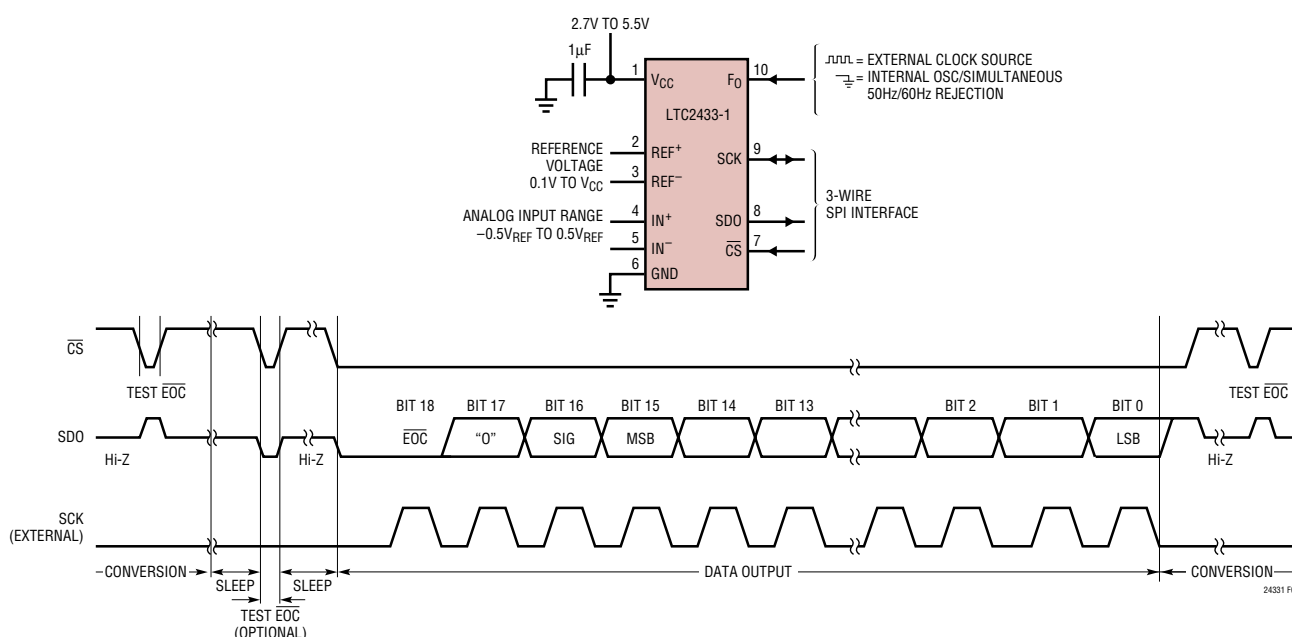 2.7V TO 5.5V
1µF
1
VCC
FO
10
= EXTERNAL CLOCK SOURCE
= INTERNAL OSC/SIMULTANEOUS
50Hz/60Hz REJECTION
LTC2433-1
REFERENCE
VOLTAGE
0.1V TO VCC
2
REF+
3
REF–
SCK
9
ANALOG INPUT RANGE
–0.5VREF TO 0.5VREF
4
IN+
5
IN–
6
GND
SDO
8
CS
7
3-WIRE
SPI INTERFACE
CS
TEST EOC
TEST EOC
BIT 18
BIT 17
BIT 16
BIT 15
BIT 14
BIT 13
BIT 2
BIT 1
BIT 0
SDO
EOC
"O"
SIG
MSB
LSB
Hi-Z
Hi-Z
Hi-Z
SCK
(EXTERNAL)
CONVERSION
SLEEP
SLEEP
DATA OUTPUT
CONVERSION
TEST EOC
(OPTIONAL)
24331